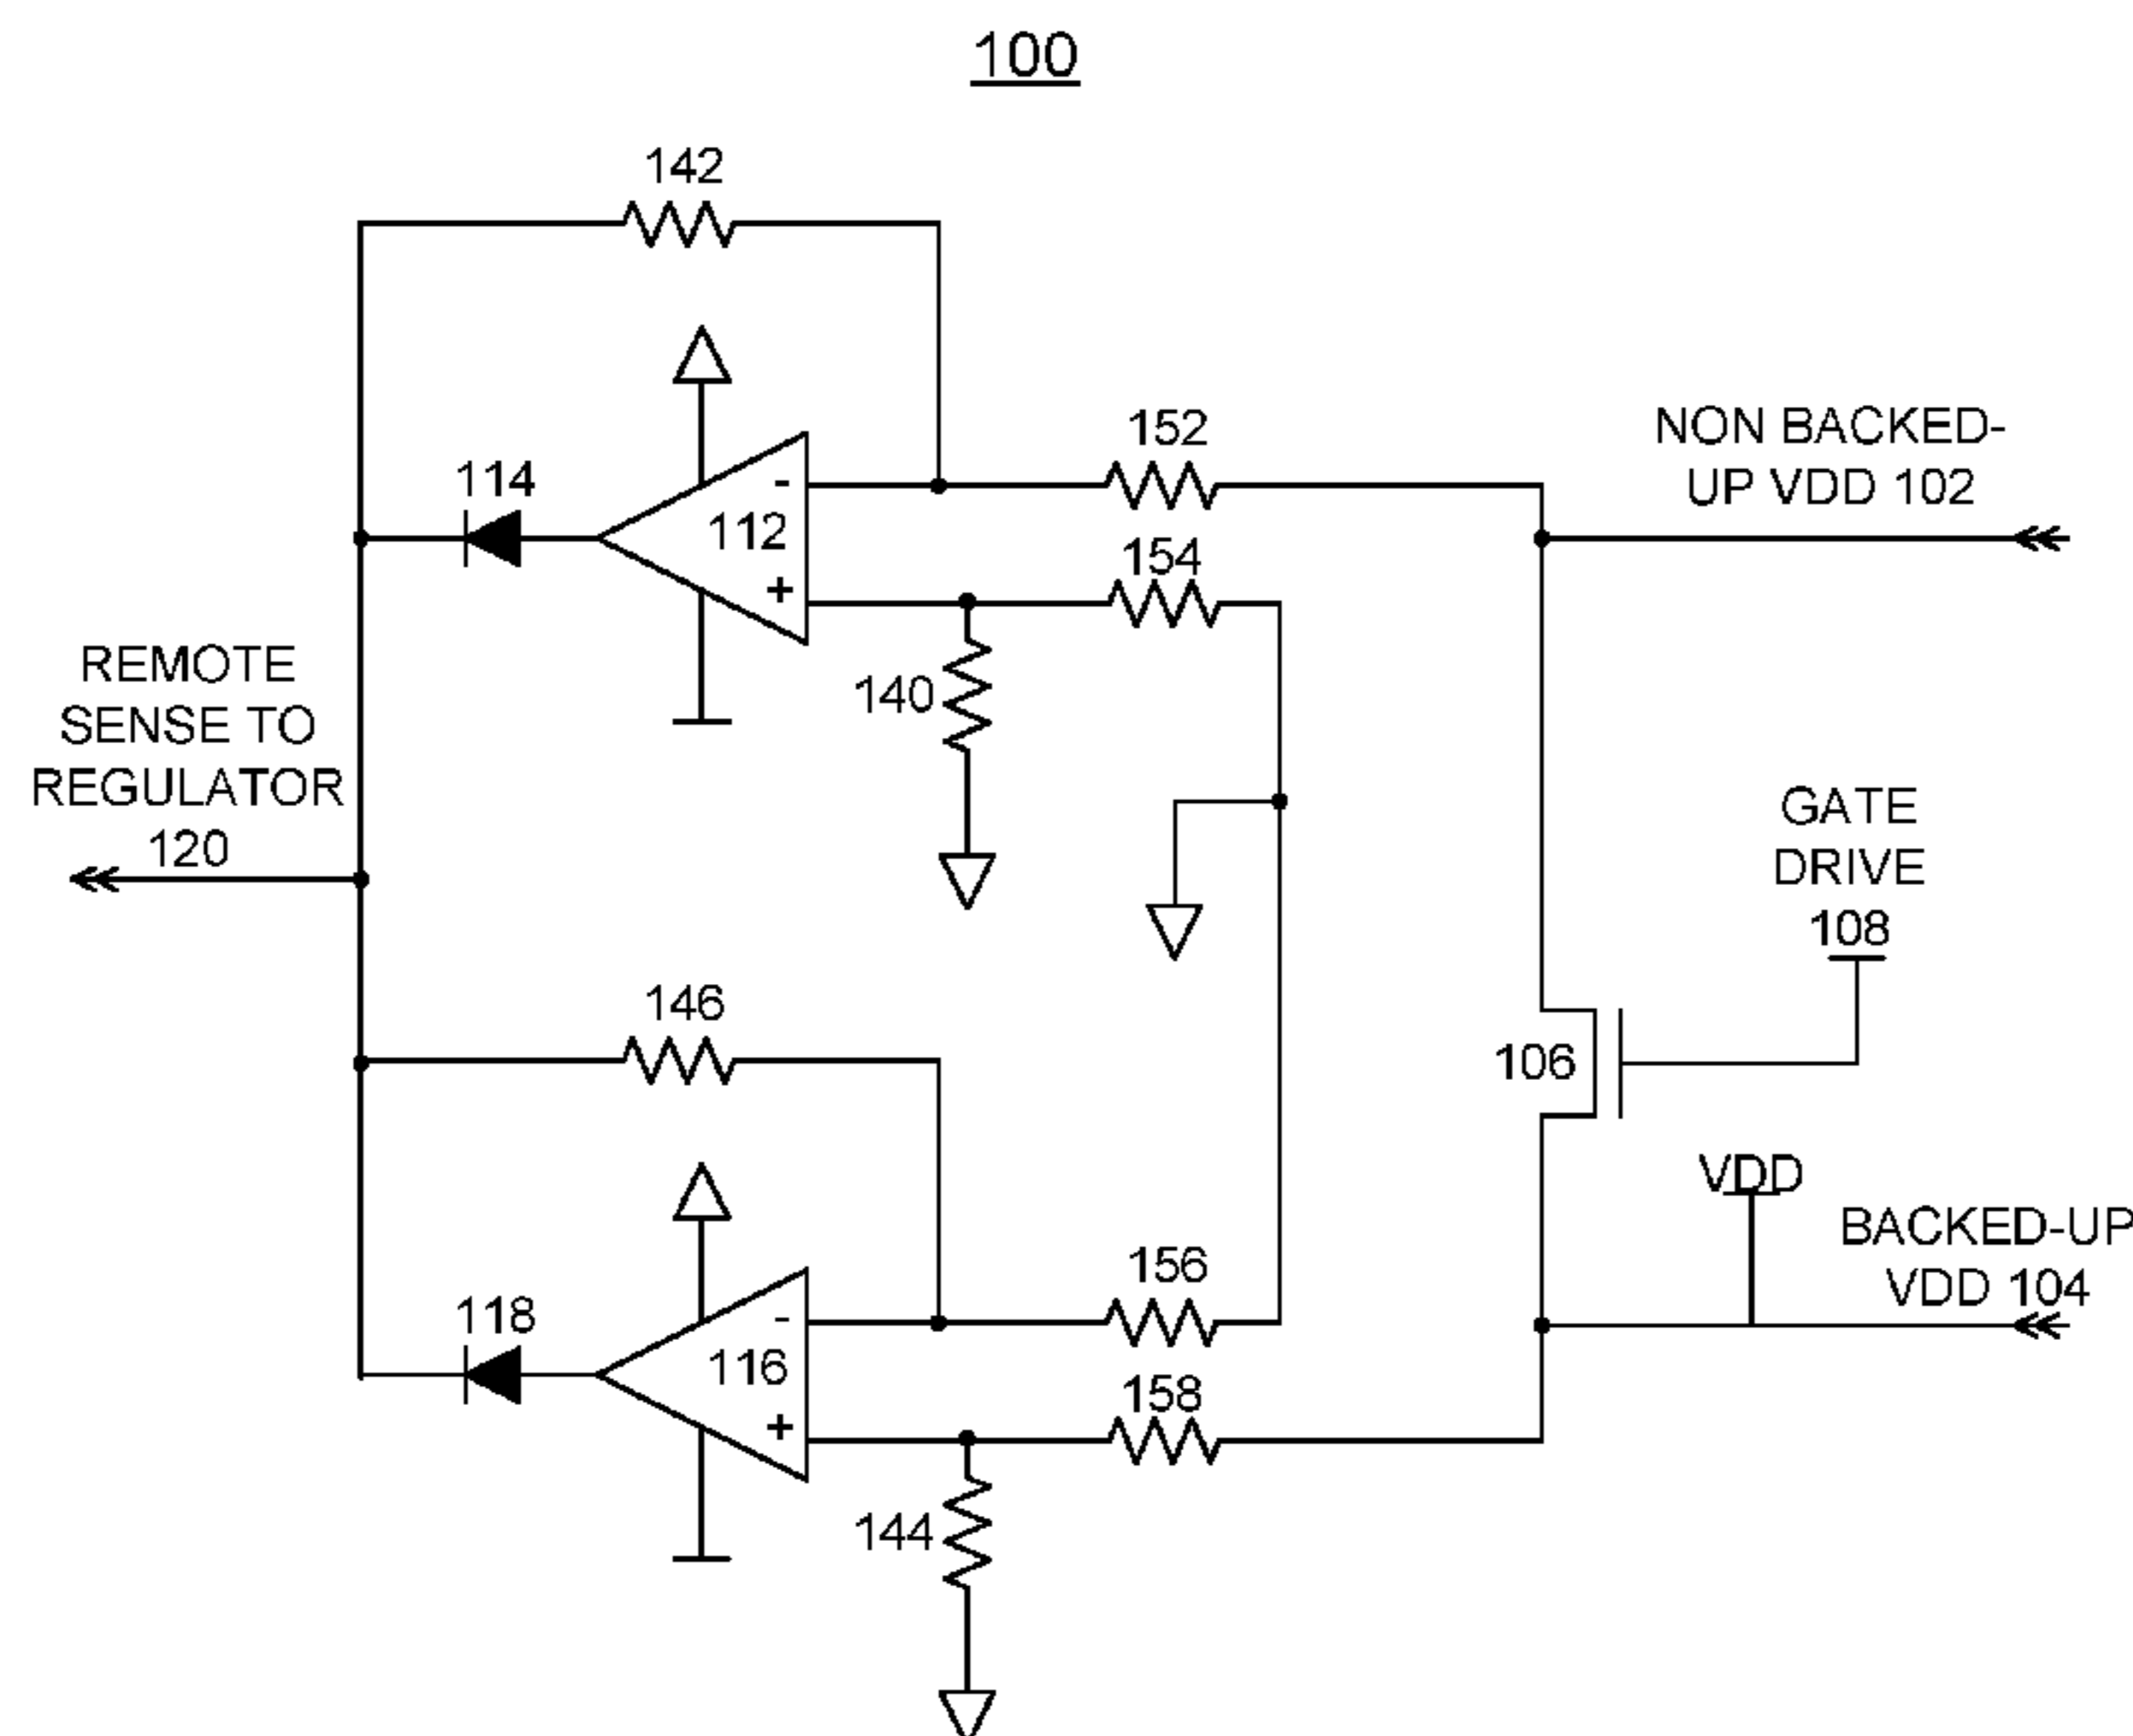 100
142
152
NON BACKED-
UP VDD 102
114
-
112
154
+
REMOTE
SENSE TO
REGULATOR
120
140
GATE
DRIVE
108
146
106
VDD
BACKED-UP
VDD 104
156
118
-
116
158
+
144